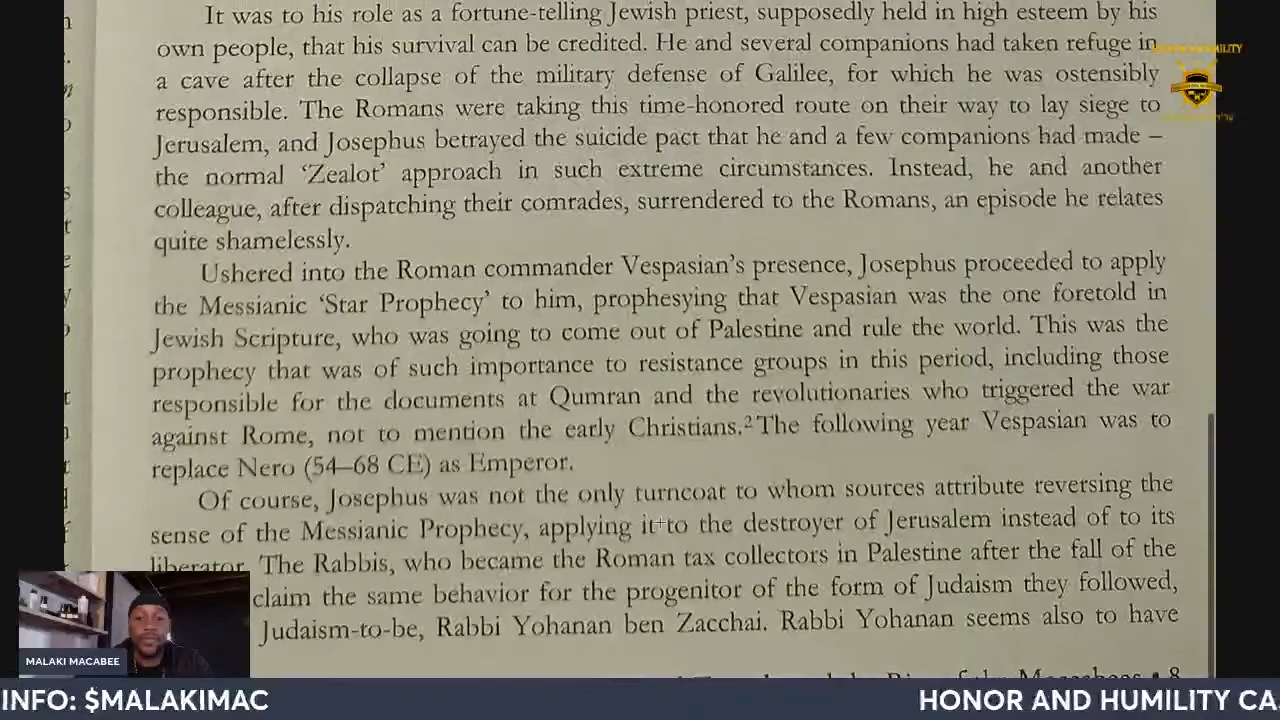 It was to his role as a fortune-telling Jewish priest, supposedly held in high esteem by his
own people, that his survival can be credited. He and several companions had taken refuge in
a cave after the collapse of the military defense of Galilee, for which he was ostensibly
responsible. The Romans were taking this time-honored route on their way to lay siege to
Jerusalem, and Josephus betrayed the suicide pact that he and a few companions had made –
the normal ‘Zealot’ approach in such extreme circumstances. Instead, he and another
colleague, after dispatching their comrades, surrendered to the Romans, an episode he relates
quite shamelessly.
Ushered into the Roman commander Vespasian’s presence, Josephus proceeded to apply
the Messianic ‘Star Prophecy’ to him, prophesying that Vespasian was the one foretold in
Jewish Scripture, who was going to come out of Palestine and rule the world. This was the
prophecy that was of such importance to resistance groups in this period, including those
responsible for the documents at Qumran and the revolutionaries who triggered the war
against Rome, not to mention the early Christians.² The following year Vespasian was to
replace Nero (54–68 CE) as Emperor.
Of course, Josephus was not the only turncoat to whom sources attribute reversing the
sense of the Messianic Prophecy, applying it to the destroyer of Jerusalem instead of to its
liberator. The Rabbis, who became the Roman tax collectors in Palestine after the fall of the
claim the same behavior for the progenitor of the form of Judaism they followed,
Judaism-to-be, Rabbi Yohanan ben Zacchai. Rabbi Yohanan seems also to have
MALAKI MACABEE
INFO: $MALAKIMAC
HONOR AND HUMILITY CA